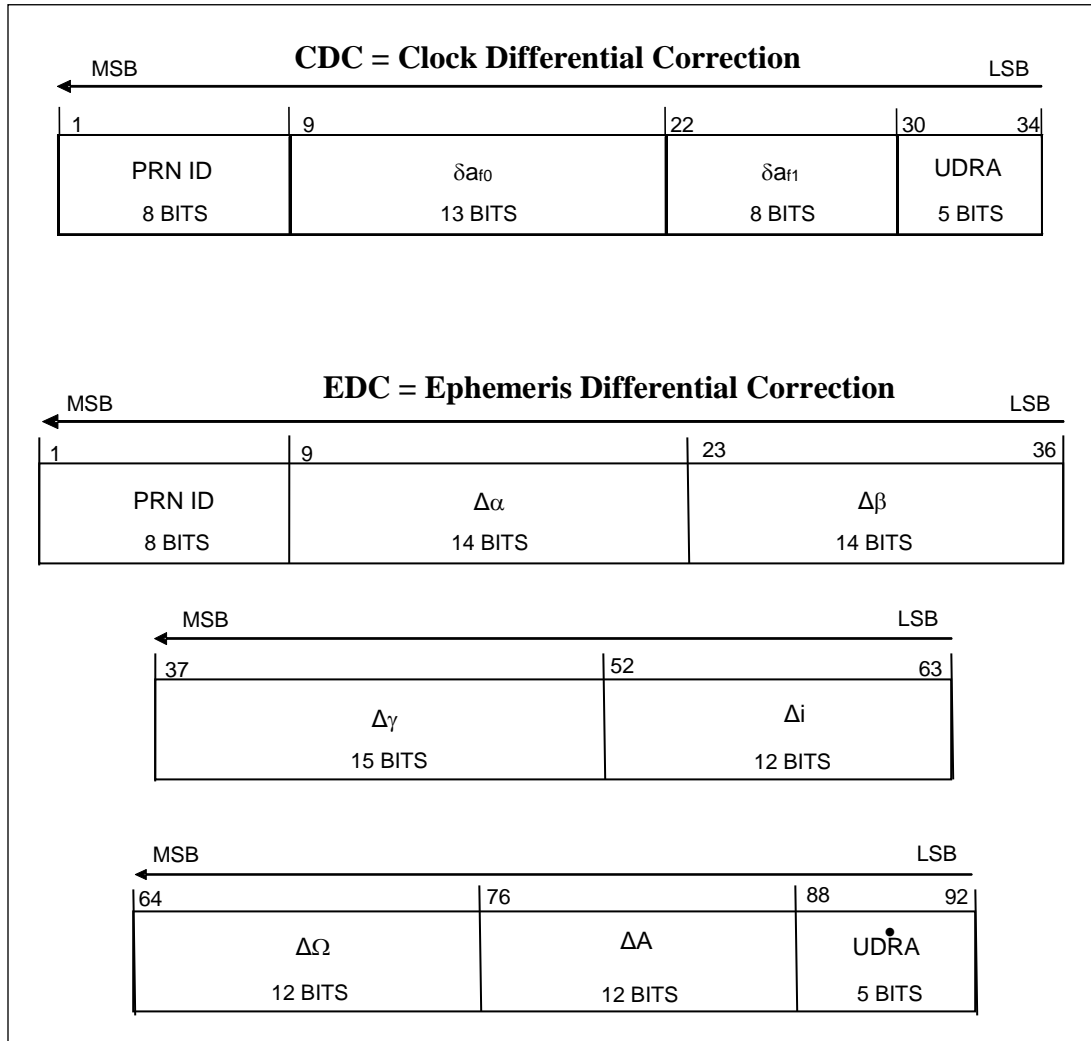 CDC = Clock Differential Correction
MSB LSB
1 9 22 30 34
PRN ID δaf0 δaf1 UDRA
8 BITS 13 BITS 8 BITS 5 BITS
EDC = Ephemeris Differential Correction
MSB LSB
1 9 23 36
PRN ID Δα Δβ
8 BITS 14 BITS 14 BITS
MSB LSB
37 52 63
Δγ Δi
15 BITS 12 BITS
MSB LSB
64 76 88 92
ΔΩ ΔA UDṘA
12 BITS 12 BITS 5 BITS